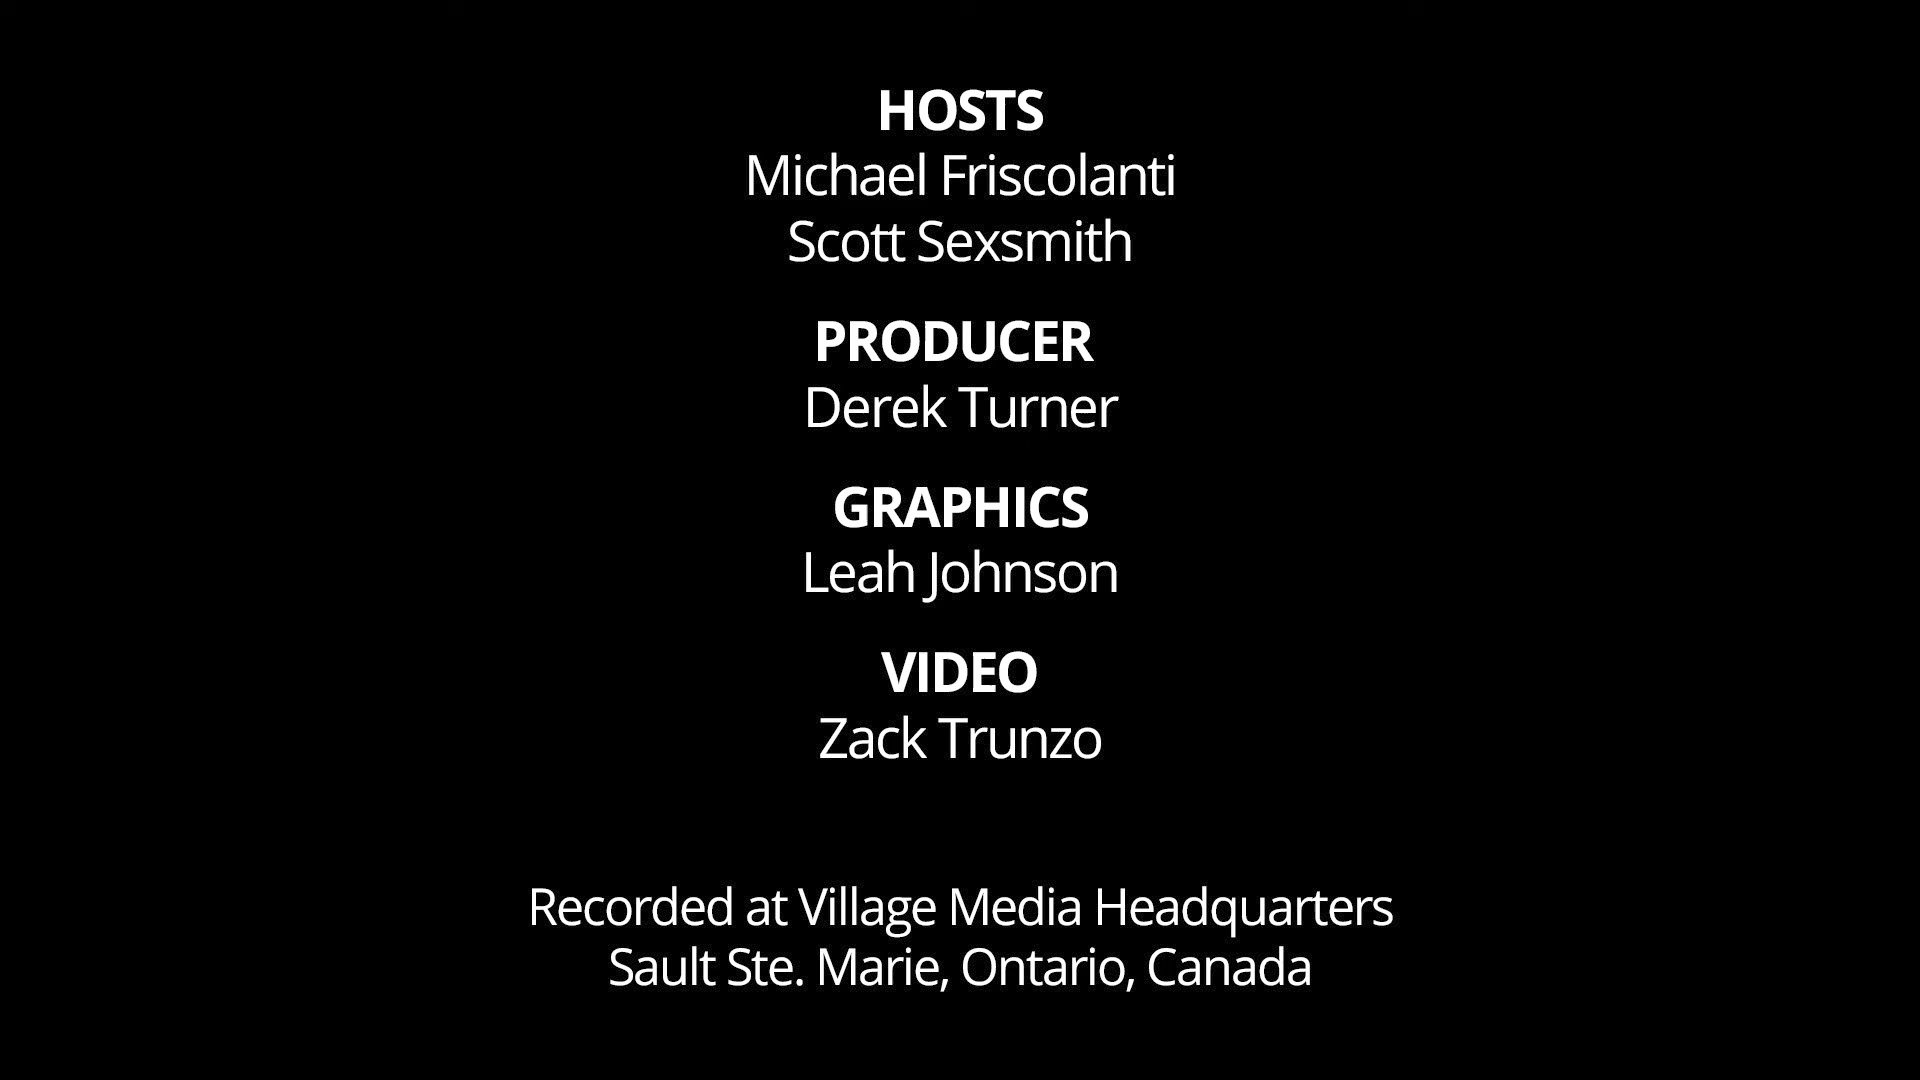 HOSTS
Michael Friscolanti
Scott Sexsmith
PRODUCER
Derek Turner
GRAPHICS
Leah Johnson
VIDEO
Zack Trunzo
Recorded at Village Media Headquarters
Sault Ste. Marie, Ontario, Canada